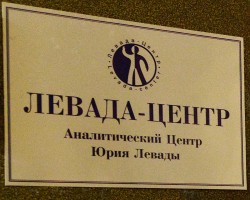 ЛЕВАДА-ЦЕНТР
Аналитический Центр
Юрия Левады